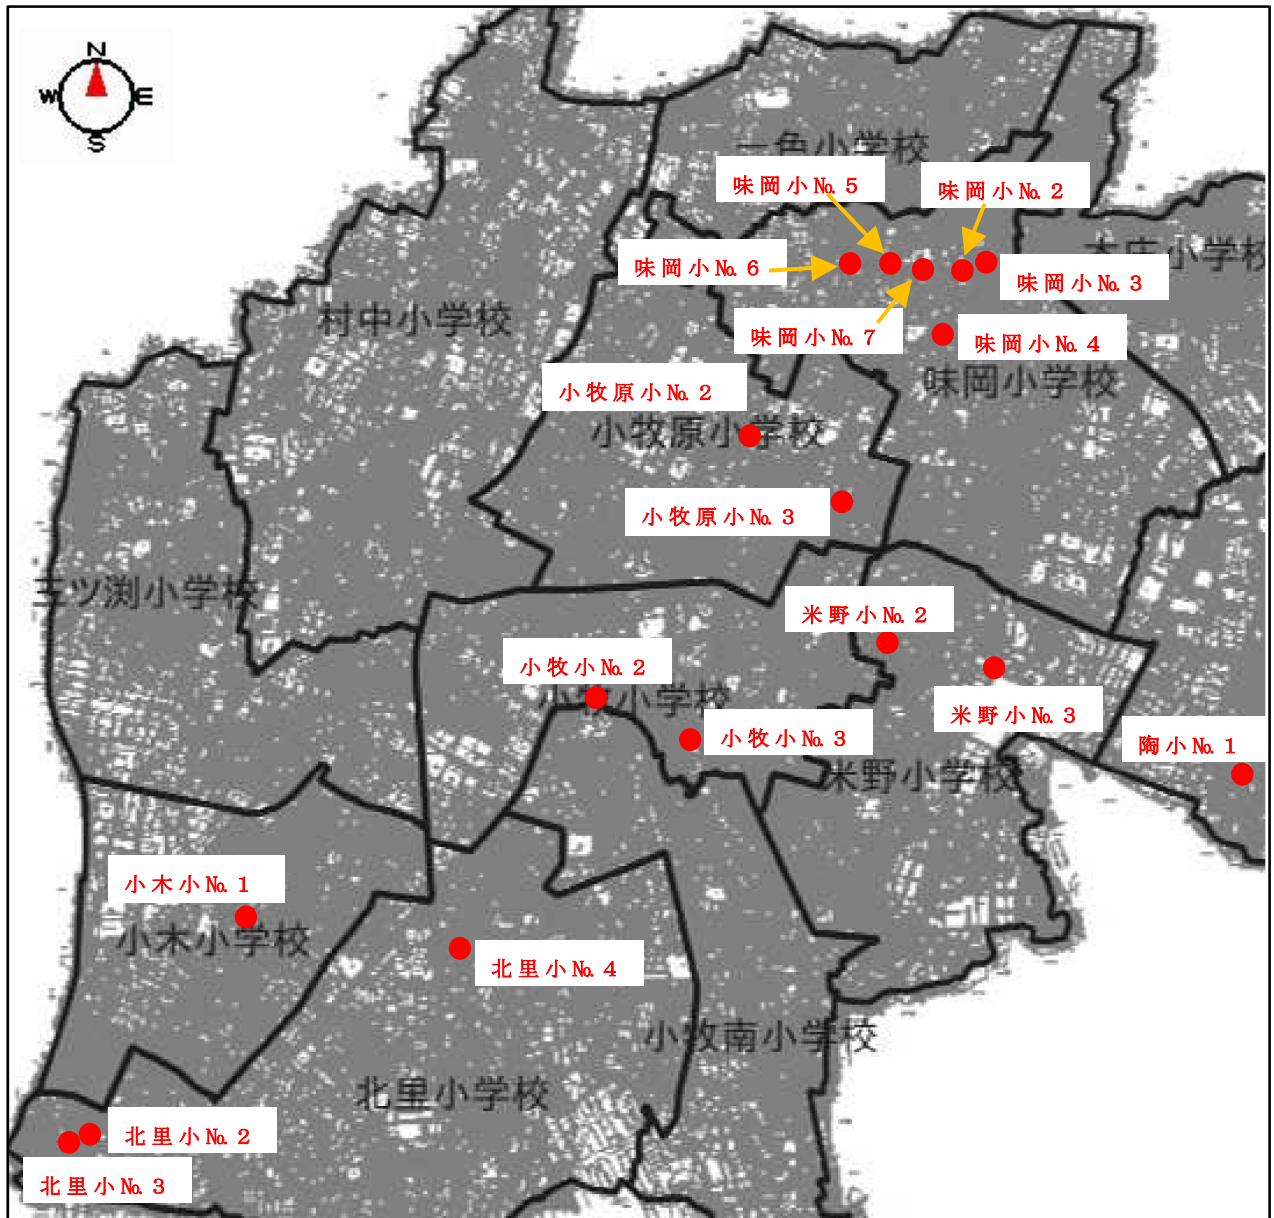 N
W E
S
一色小学校
味岡小№5
味岡小№2
本庄小学校
味岡小№6
味岡小№3
村中小学校
味岡小№7
味岡小№4
味岡小学校
小牧原小№2
小牧原小学校
小牧原小№3
三ツ渕小学校
米野小№2
小牧小№2
小牧小学校
米野小№3
小牧小№3
陶小№1
米野小学校
小木小№1
小木小学校
北里小№4
小牧南小学校
北里小学校
北里小№2
北里小№3